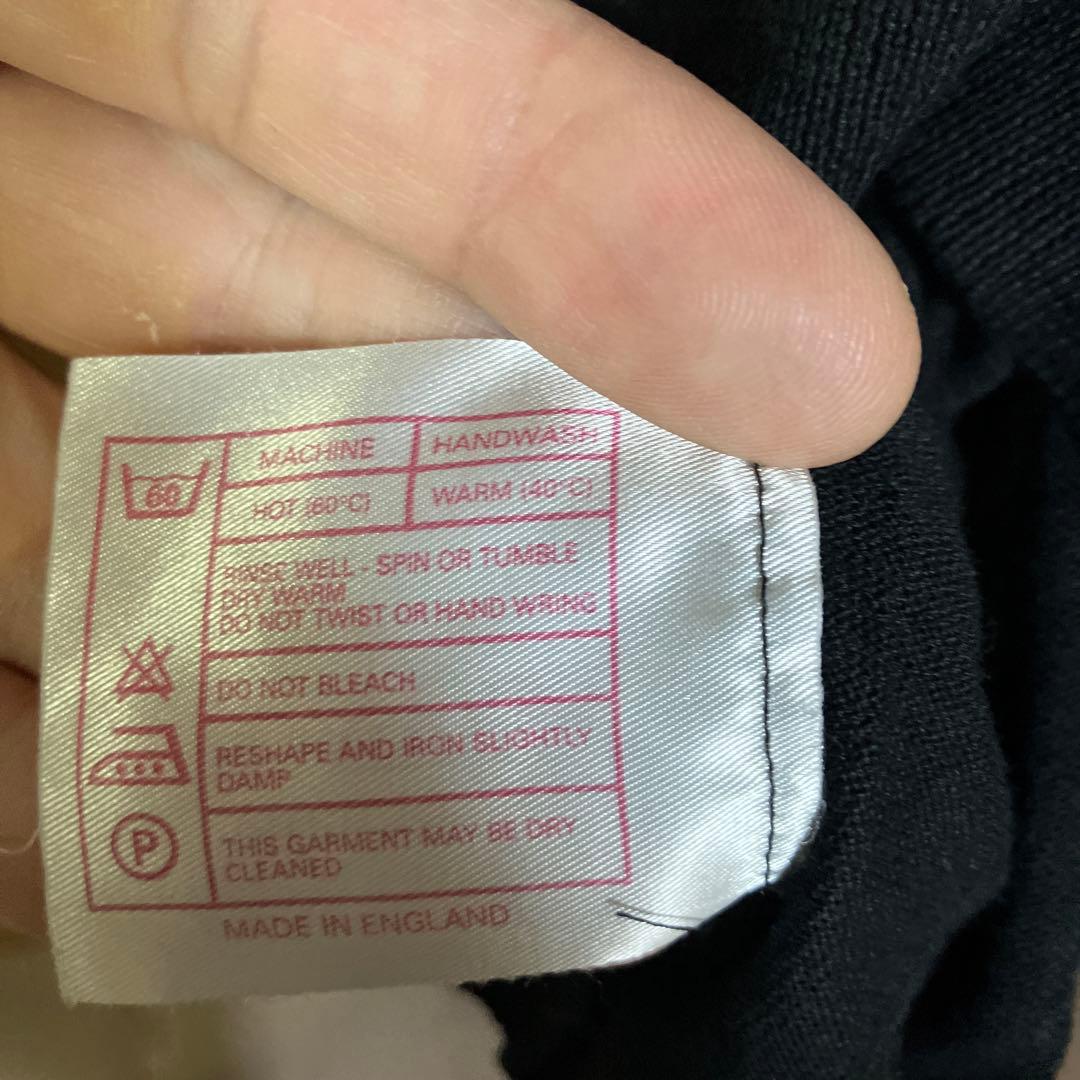 MACHINE HANDWASH
60 HOT (60°C) WARM (40°C)
RINSE WELL - SPIN OR TUMBLE
DRY WARM
DO NOT TWIST OR HAND WRING
DO NOT BLEACH
RESHAPE AND IRON SLIGHTLY
DAMP
P THIS GARMENT MAY BE DRY
CLEANED
MADE IN ENGLAND